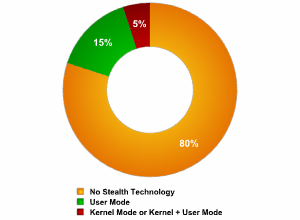 5%
15%
80%
No Stealth Technology
User Mode
Kernel Mode or Kernel + User Mode